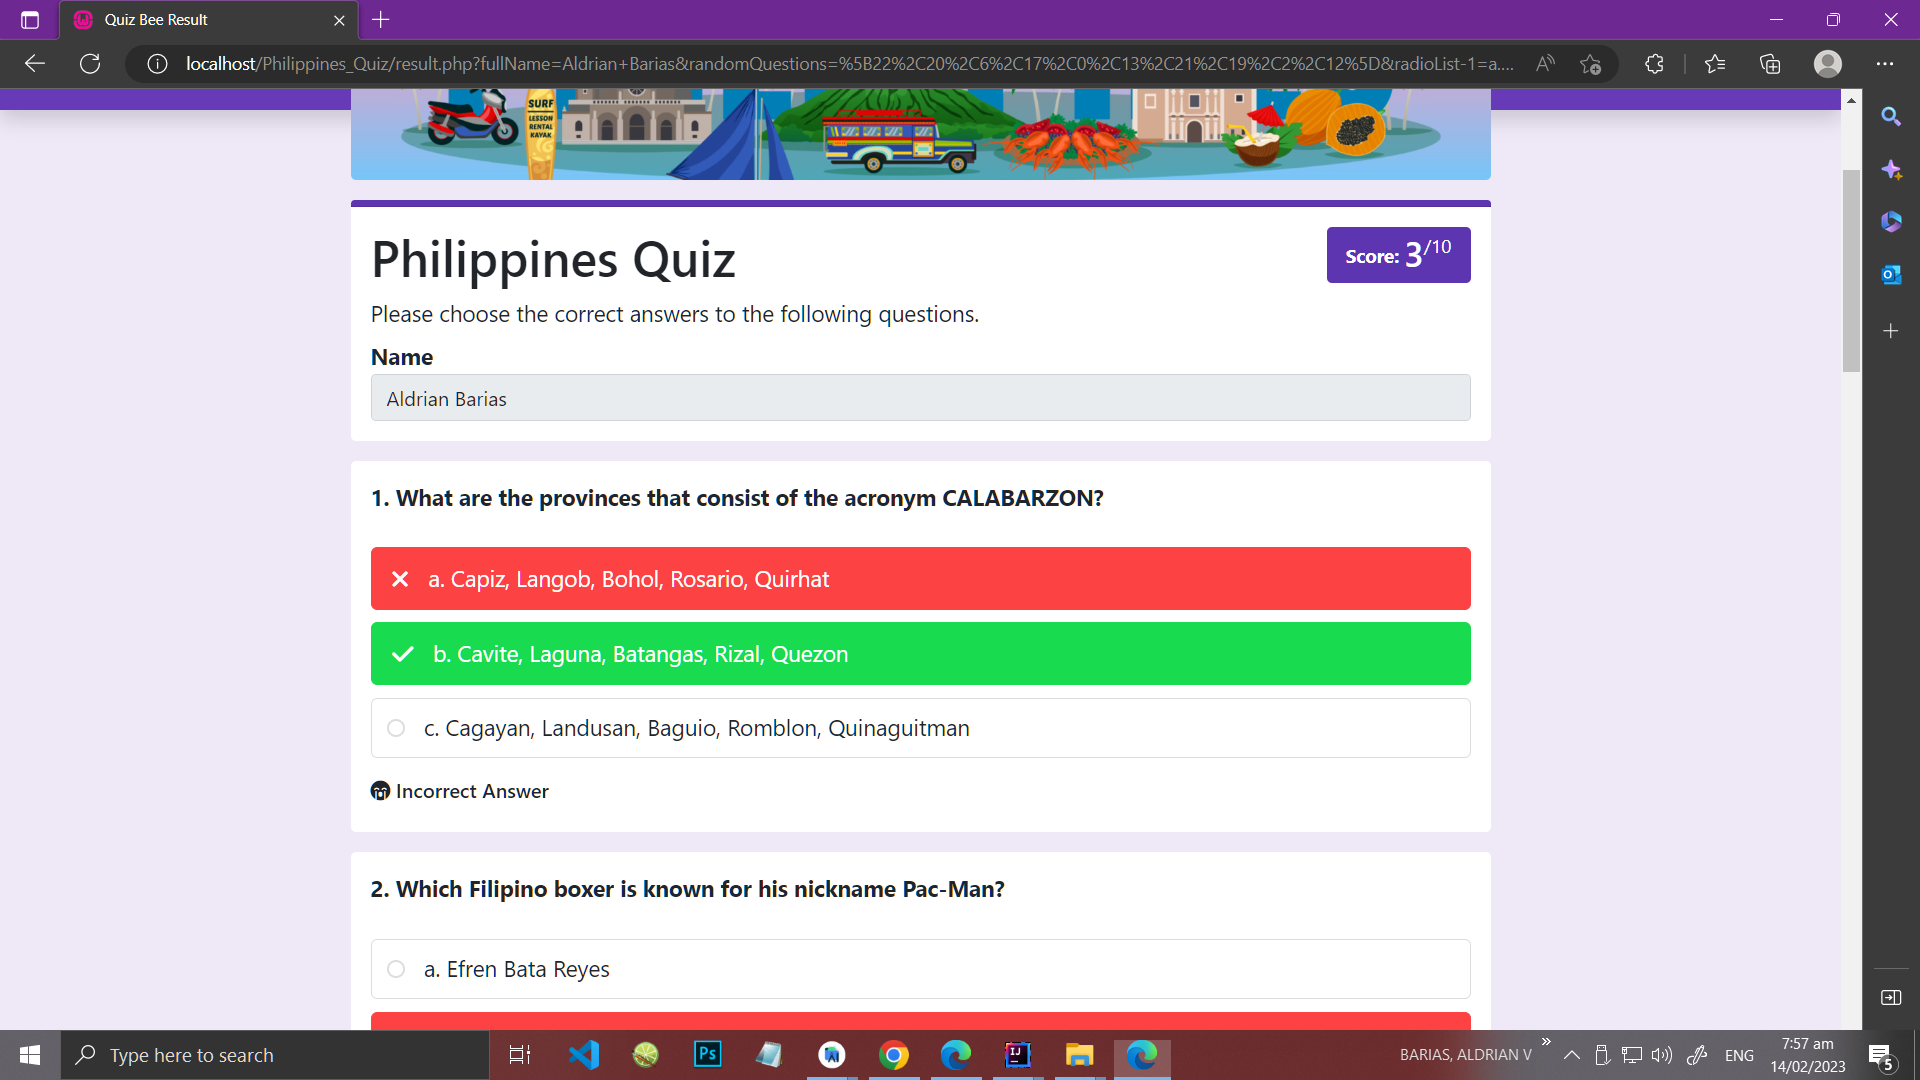 Quiz Bee Result
localhost/Philippines_Quiz/result.php?fullName=Aldrian+Barias&randomQuestions=%5B22%2C20%2C6%2C17%2C0%2C13%2C21%2C19%2C2%2C12%5D&radioList-1=a....
SURF
LESSON
RENTAL
KAYAK
Philippines Quiz
Score: 3/10
Please choose the correct answers to the following questions.
Name
Aldrian Barias
1. What are the provinces that consist of the acronym CALABARZON?
a. Capiz, Langob, Bohol, Rosario, Quirhat
b. Cavite, Laguna, Batangas, Rizal, Quezon
c. Cagayan, Landusan, Baguio, Romblon, Quinaguitman
Incorrect Answer
2. Which Filipino boxer is known for his nickname Pac-Man?
a. Efren Bata Reyes
Type here to search
Ps
IJ
BARIAS, ALDRIAN V
ENG
7:57 am
14/02/2023
5